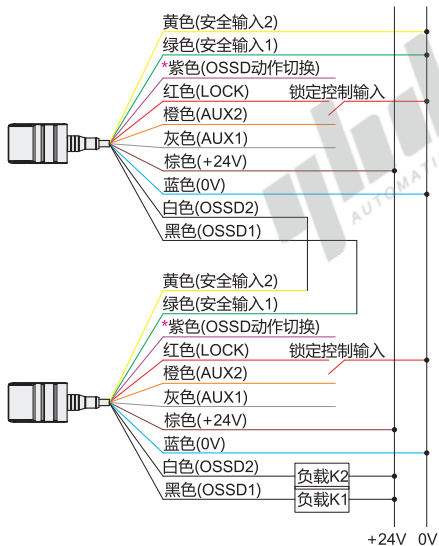 黄色(安全输入2)
绿色(安全输入1)
*紫色(OSSD动作切换)
红色(LOCK) 锁定控制输入
橙色(AUX2)
灰色(AUX1)
棕色(+24V)
蓝色(0V)
白色(OSSD2)
黑色(OSSD1)
黄色(安全输入2)
绿色(安全输入1)
*紫色(OSSD动作切换)
红色(LOCK) 锁定控制输入
橙色(AUX2)
灰色(AUX1)
棕色(+24V)
蓝色(0V)
白色(OSSD2) 负载K2
黑色(OSSD1) 负载K1
+24V 0V